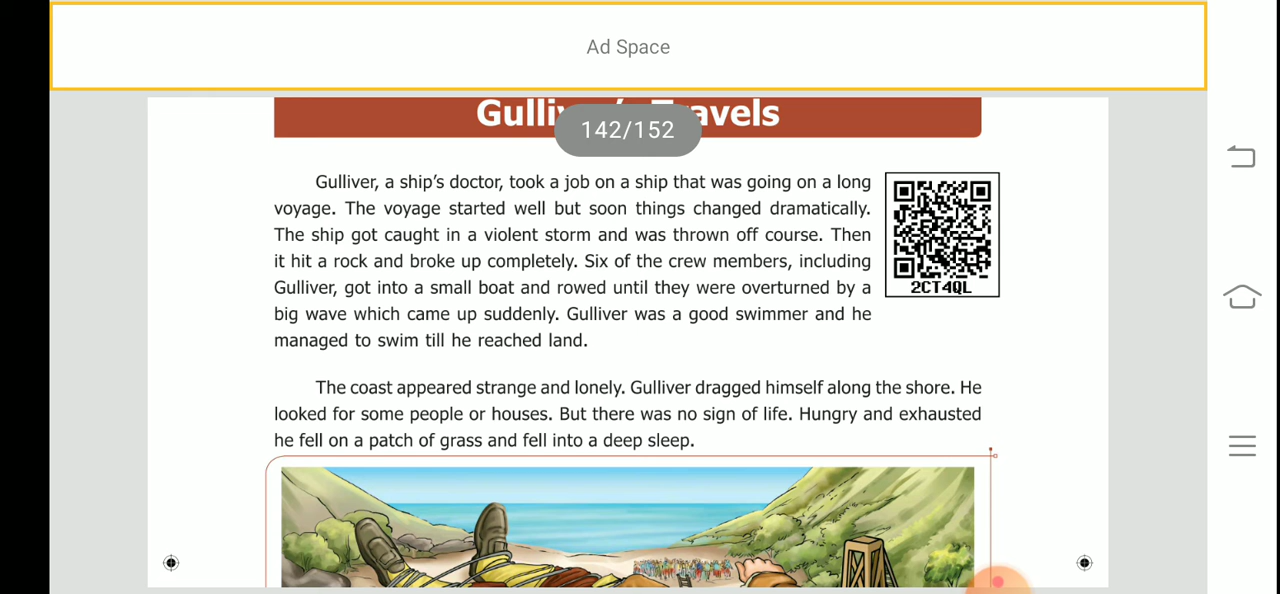 Ad Space
142/152
Gulliver, a ship's doctor, took a job on a ship that was going on a long
voyage. The voyage started well but soon things changed dramatically.
The ship got caught in a violent storm and was thrown off course. Then
it hit a rock and broke up completely. Six of the crew members, including
Gulliver, got into a small boat and rowed until they were overturned by a
big wave which came up suddenly. Gulliver was a good swimmer and he
managed to swim till he reached land.
2CT4QL
The coast appeared strange and lonely. Gulliver dragged himself along the shore. He
looked for some people or houses. But there was no sign of life. Hungry and exhausted
he fell on a patch of grass and fell into a deep sleep.